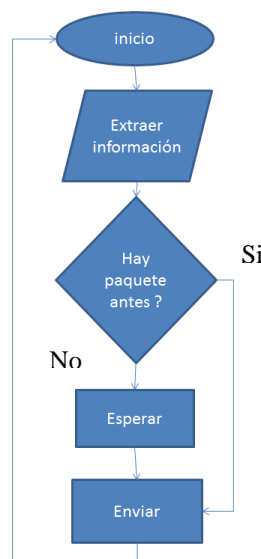 inicio
Extraer
información
Hay
paquete
antes ?
Si
No
Esperar
Enviar